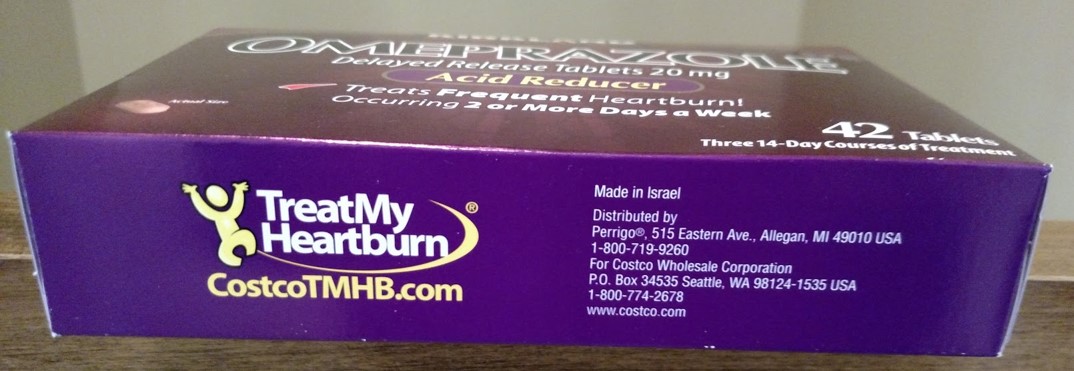 OMEPRAZOLE
Delayed Release Tablets 20 mg
Acid Reducer
Treats Frequent Heartburn!
Occurring 2 or More Days a Week
Actual Size
42 Tablets
Three 14-Day Courses of Treatment
TreatMy
Heartburn®
CostcoTMHB.com
Made in Israel
Distributed by
Perrigo®, 515 Eastern Ave., Allegan, MI 49010 USA
1-800-719-9260
For Costco Wholesale Corporation
P.O. Box 34535 Seattle, WA 98124-1535 USA
1-800-774-2678
www.costco.com